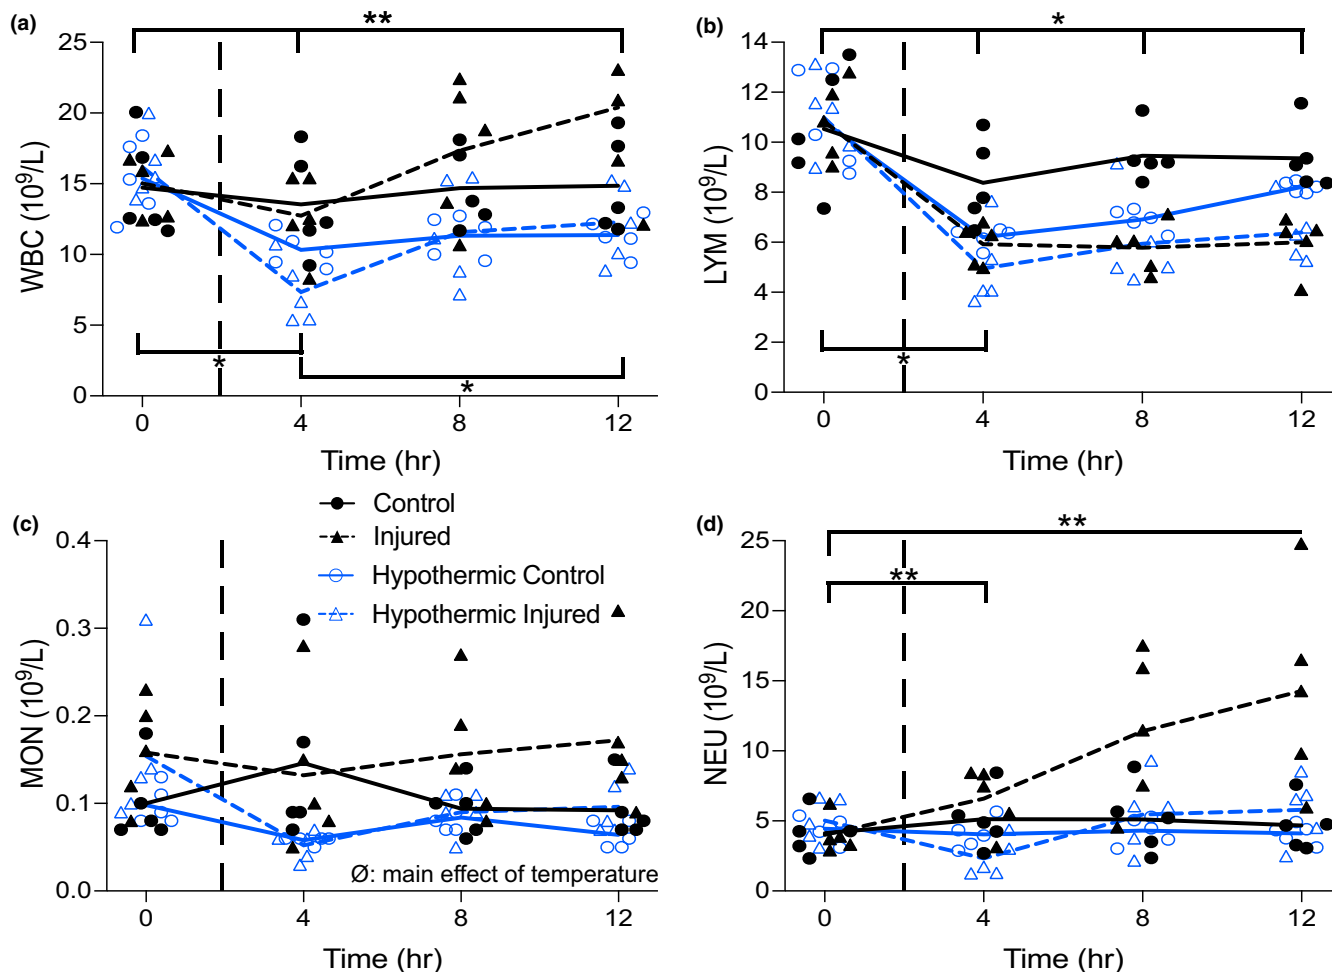 (a)
**
25
20
15
10
5
0
WBC (10⁹/L)
*
*
0 4 8 12
Time (hr)
(b)
*
14
12
10
8
6
4
2
0
LYM (10⁹/L)
*
0 4 8 12
Time (hr)
Control
Injured
Hypothermic Control
Hypothermic Injured
(c)
0.4
0.3
0.2
0.1
0.0
MON (10⁹/L)
Ø: main effect of temperature
0 4 8 12
Time (hr)
(d)
**
**
25
20
15
10
5
0
NEU (10⁹/L)
0 4 8 12
Time (hr)